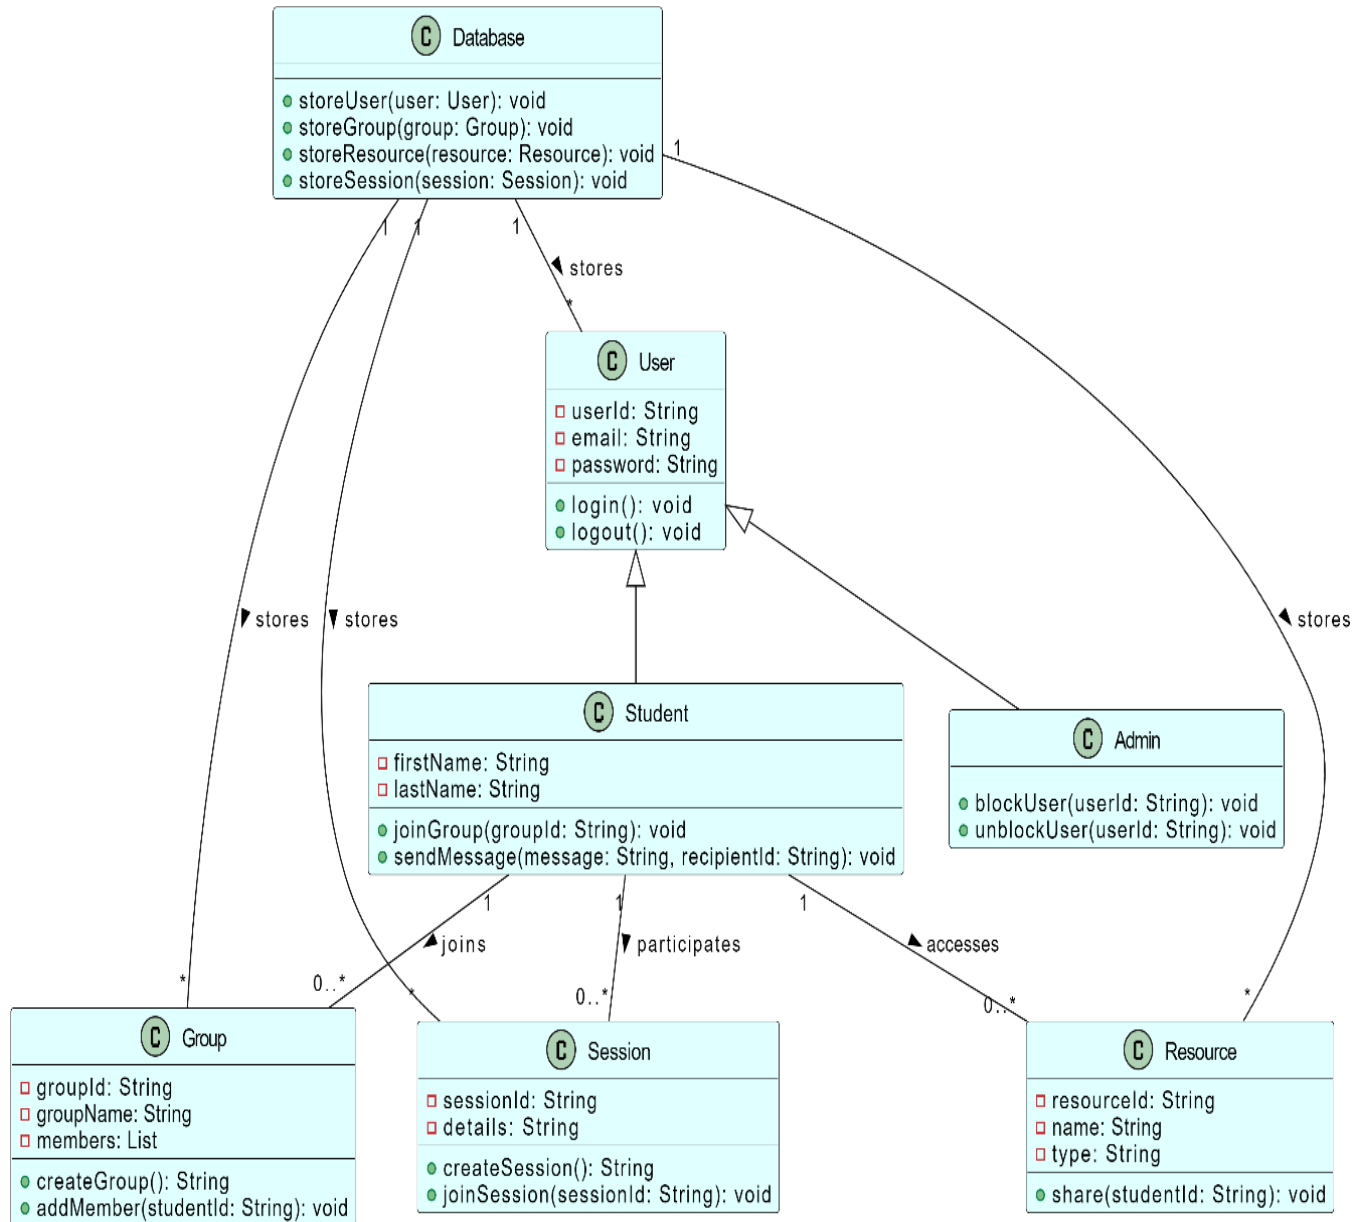 C Database
storeUser(user: User): void
storeGroup(group: Group): void
storeResource(resource: Resource): void
storeSession(session: Session): void
1
1
1
1
stores
*
C User
userId: String
email: String
password: String
login(): void
logout(): void
stores
stores
stores
C Student
firstName: String
lastName: String
joinGroup(groupId: String): void
sendMessage(message: String, recipientId: String): void
C Admin
blockUser(userId: String): void
unblockUser(userId: String): void
1
1
1
joins
participates
accesses
*
0..*
*
0..*
0..*
*
C Group
groupId: String
groupName: String
members: List
createGroup(): String
addMember(studentId: String): void
C Session
sessionId: String
details: String
createSession(): String
joinSession(sessionId: String): void
C Resource
resourceId: String
name: String
type: String
share(studentId: String): void